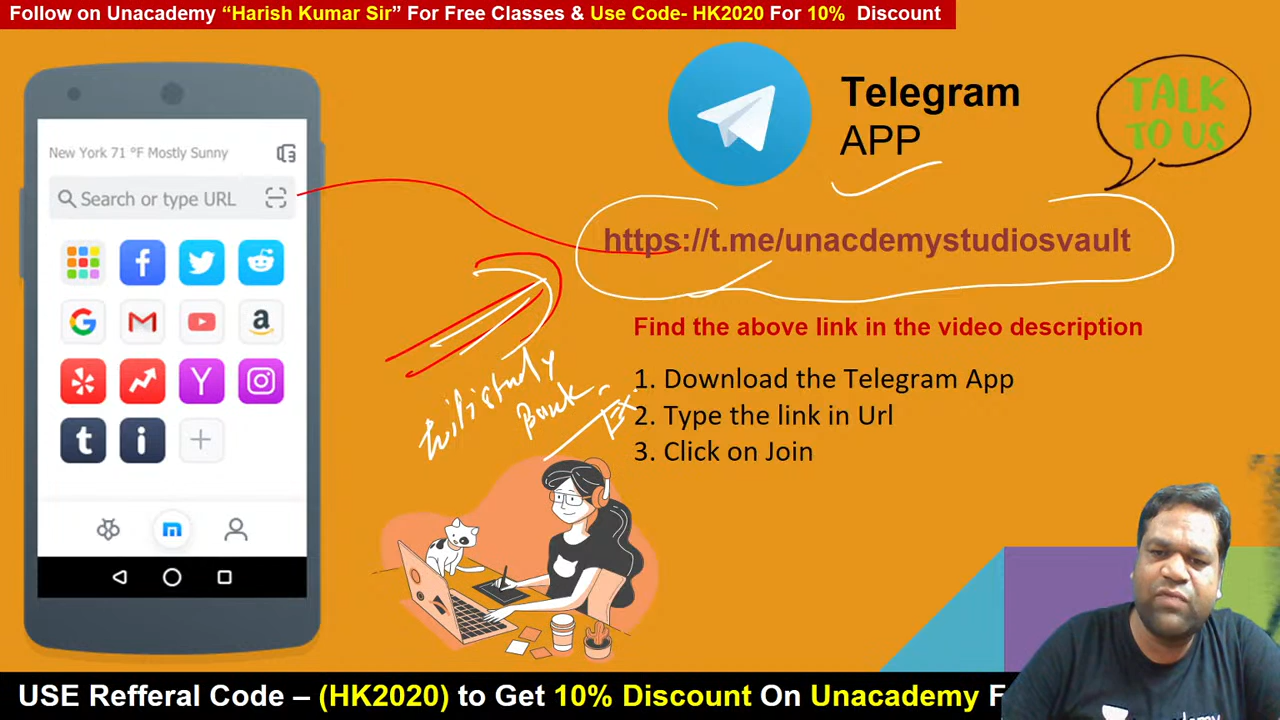 Follow on Unacademy “Harish Kumar Sir” For Free Classes & Use Code- HK2020 For 10% Discount
Telegram
APP
TALK
TO US
New York 71 °F Mostly Sunny
Search or type URL
https://t.me/unacdemystudiosvault
Find the above link in the video description
1. Download the Telegram App
2. Type the link in Url
3. Click on Join
Bank
USE Refferal Code – (HK2020) to Get 10% Discount On Unacademy F